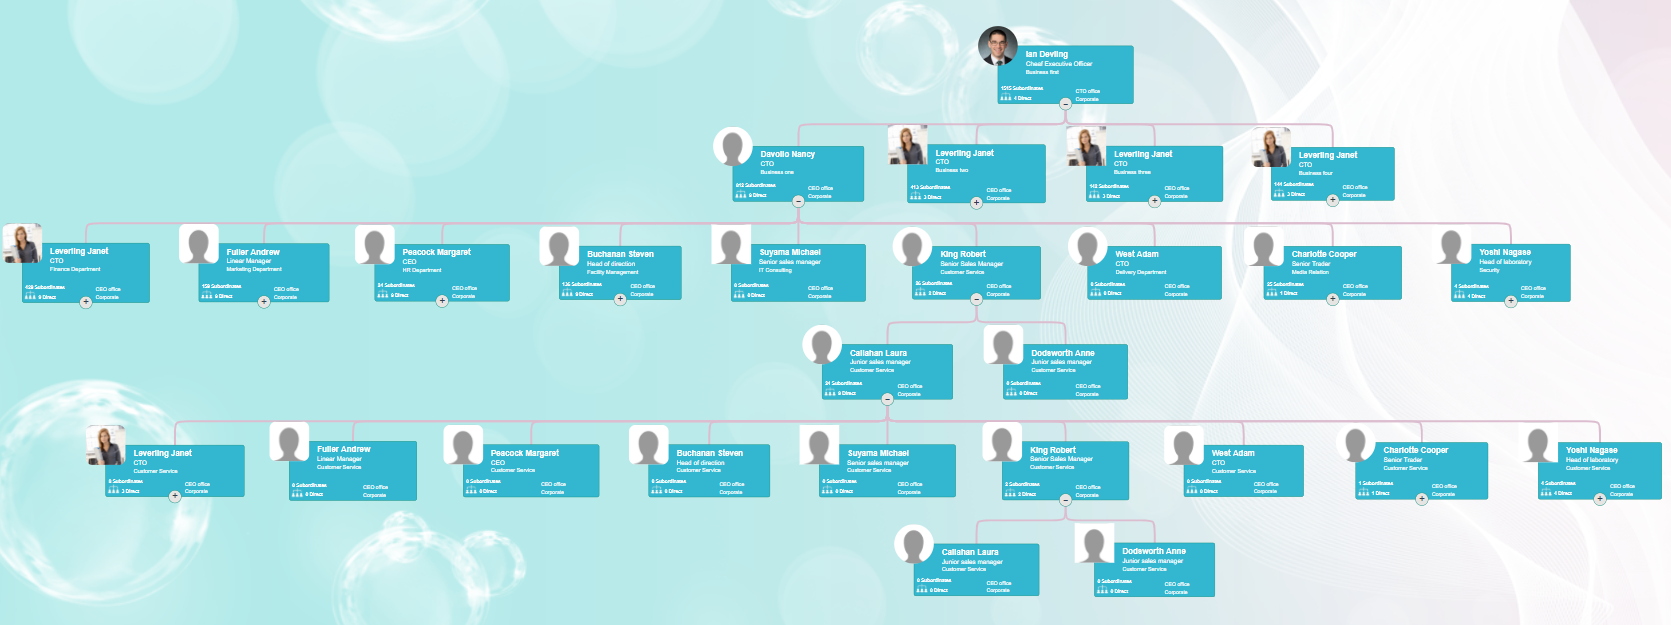 Ian Devling
Cheaf Executive Officer
Business first
1515 Subordinates
4 Direct
CTO office
Corporate
Davolio Nancy
CTO
Business one
812 Subordinates
9 Direct
CEO office
Corporate
Leverling Janet
CTO
Business two
413 Subordinates
3 Direct
CEO office
Corporate
Leverling Janet
CTO
Business three
148 Subordinates
3 Direct
CEO office
Corporate
Leverling Janet
CTO
Business four
144 Subordinates
3 Direct
CEO office
Corporate
Leverling Janet
CTO
Finance Department
Subordinates
Direct
CEO office
Corporate
Fuller Andrew
Linear Manager
Marketing Department
159 Subordinates
9 Direct
CEO office
Corporate
Peacock Margaret
CEO
HR Department
84 Subordinates
9 Direct
CEO office
Corporate
Buchanan Steven
Head of direction
Facility Management
136 Subordinates
Direct
CEO office
Corporate
Suyama Michael
Senior sales manager
IT Consulting
0 Subordinates
0 Direct
CEO office
Corporate
King Robert
Senior Sales Manager
Customer Service
36 Subordinates
2 Direct
CEO office
Corporate
West Adam
CTO
Delivery Department
0 Subordinates
0 Direct
CEO office
Corporate
Charlotte Cooper
Senior Trader
Media Relation
25 Subordinates
1 Direct
CEO office
Corporate
Yoshi Nagase
Head of laboratory
Security
4 Subordinates
4 Direct
CEO office
Corporate
Callahan Laura
Junior sales manager
Customer Service
24 Subordinates
9 Direct
CEO office
Corporate
Dodsworth Anne
Junior sales manager
Customer Service
0 Subordinates
0 Direct
CEO office
Corporate
Leverling Janet
CTO
Customer Service
Subordinates
3 Direct
CEO office
Corporate
Fuller Andrew
Linear Manager
Customer Service
0 Subordinates
0 Direct
CEO office
Corporate
Peacock Margaret
CEO
Customer Service
0 Subordinates
0 Direct
CEO office
Corporate
Buchanan Steven
Head of direction
Customer Service
0 Subordinates
0 Direct
CEO office
Corporate
Suyama Michael
Senior sales manager
Customer Service
0 Subordinates
0 Direct
CEO office
Corporate
King Robert
Senior Sales Manager
Customer Service
2 Subordinates
2 Direct
CEO office
Corporate
West Adam
CTO
Customer Service
0 Subordinates
0 Direct
CEO office
Corporate
Charlotte Cooper
Senior Trader
Customer Service
1 Subordinates
1 Direct
CEO office
Corporate
Yoshi Nagase
Head of laboratory
Customer Service
4 Subordinates
4 Direct
CEO office
Corporate
Callahan Laura
Junior sales manager
Customer Service
0 Subordinates
0 Direct
CEO office
Corporate
Dodsworth Anne
Junior sales manager
Customer Service
0 Subordinates
0 Direct
CEO office
Corporate